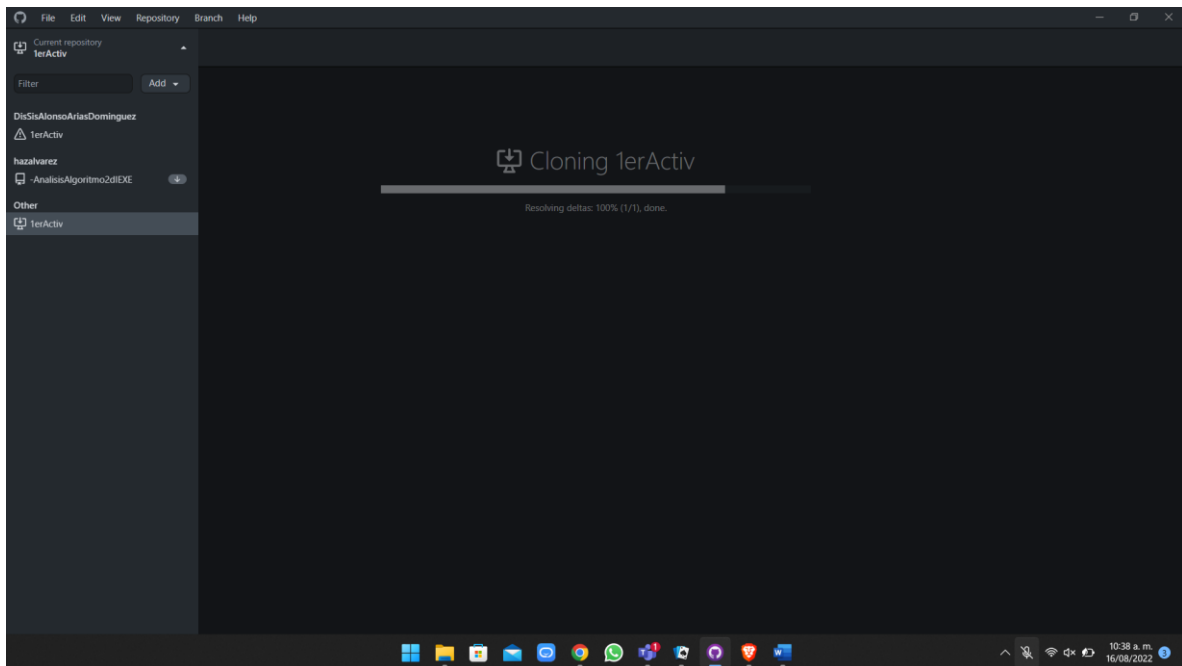 File Edit View Repository Branch Help
Current repository
1erActiv
Filter
Add
DisSisAlonsoAriasDominguez
1erActiv
hazalvarez
-AnalisisAlgoritmo2dIEXE
Other
1erActiv
Cloning 1erActiv
Resolving deltas: 100% (1/1), done.
10:38 a. m.
16/08/2022
3